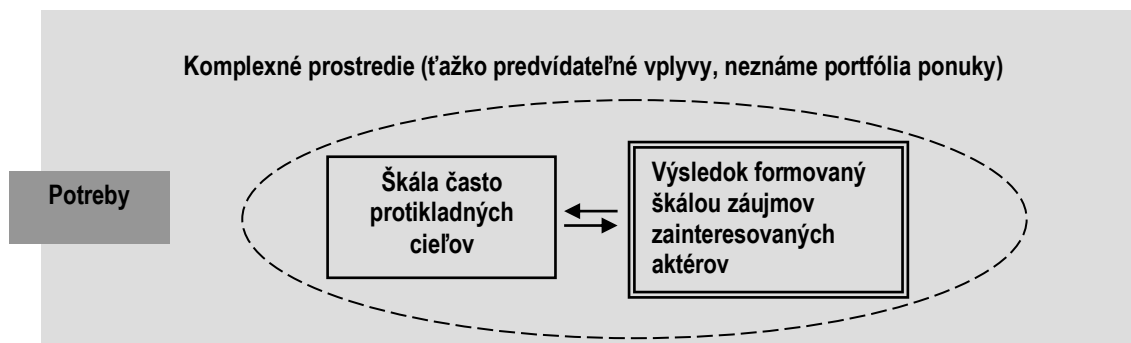 Komplexné prostredie (ťažko predvídateľné vplyvy, neznáme portfólia ponuky)
Potreby
Škála často
protikladných
cieľov
Výsledok formovaný
škálou záujmov
zainteresovaných
aktérov